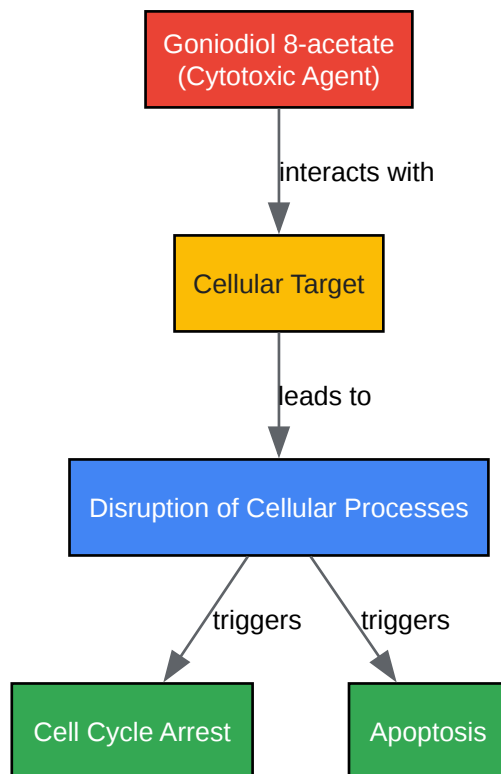 Goniodiol 8-acetate
(Cytotoxic Agent)
interacts with
Cellular Target
leads to
Disruption of Cellular Processes
triggers
triggers
Cell Cycle Arrest
Apoptosis